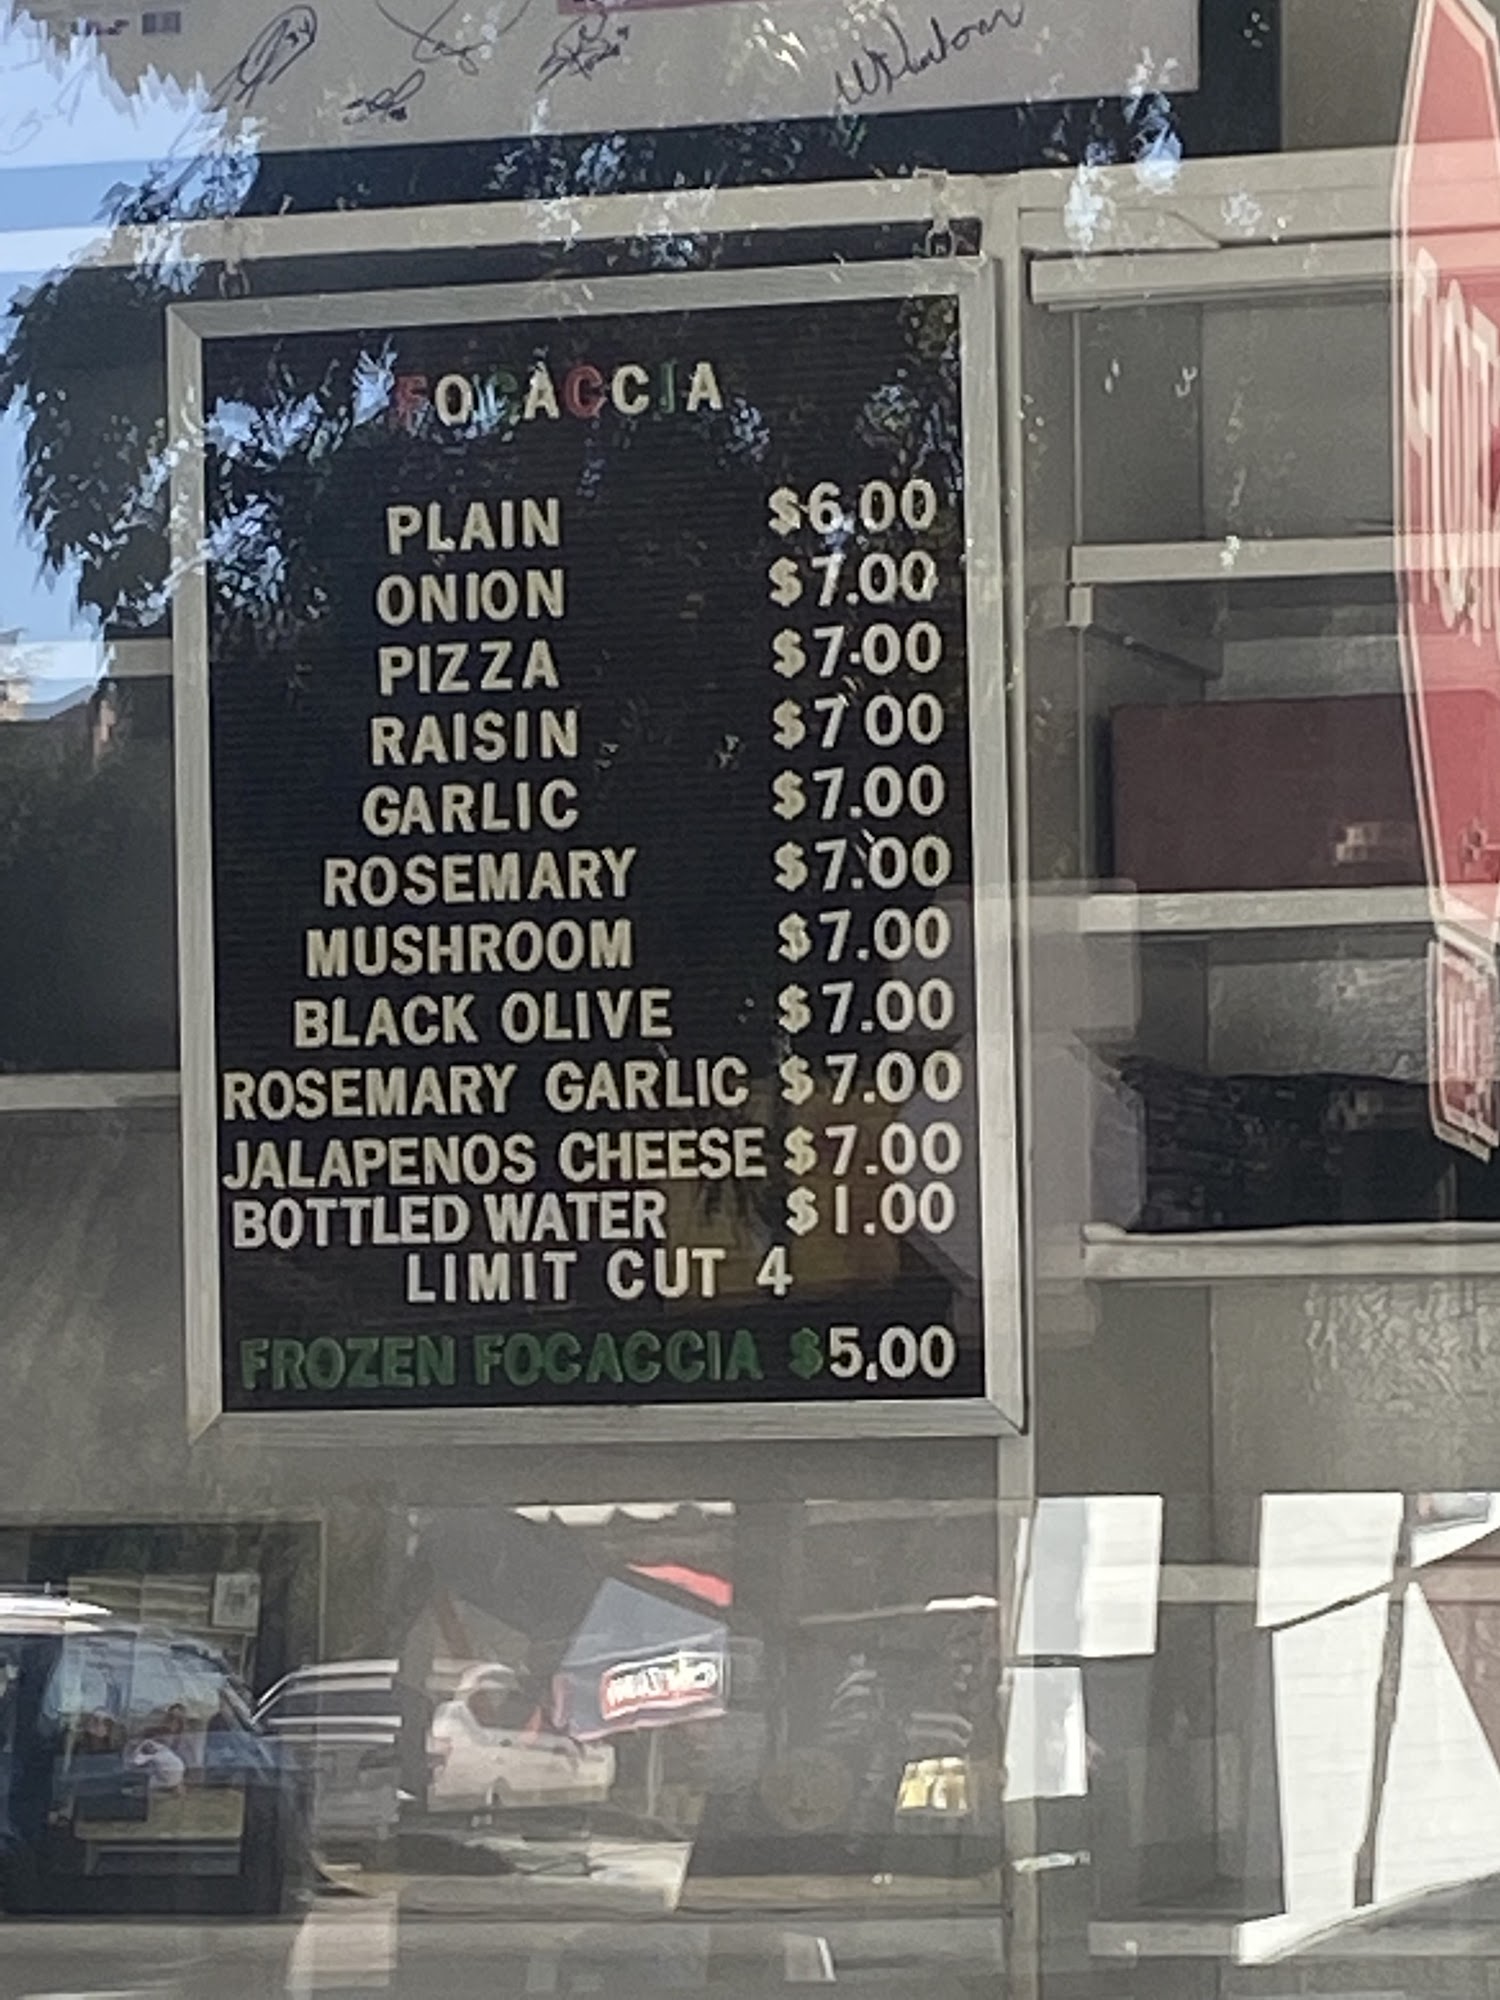 FOCACCIA
PLAIN $6.00
ONION $7.00
PIZZA $7.00
RAISIN $7 00
GARLIC $7.00
ROSEMARY $7.00
MUSHROOM $7.00
BLACK OLIVE $7.00
ROSEMARY GARLIC $7.00
JALAPENOS CHEESE $7.00
BOTTLED WATER $1.00
LIMIT CUT 4
FROZEN FOCACCIA $5.00